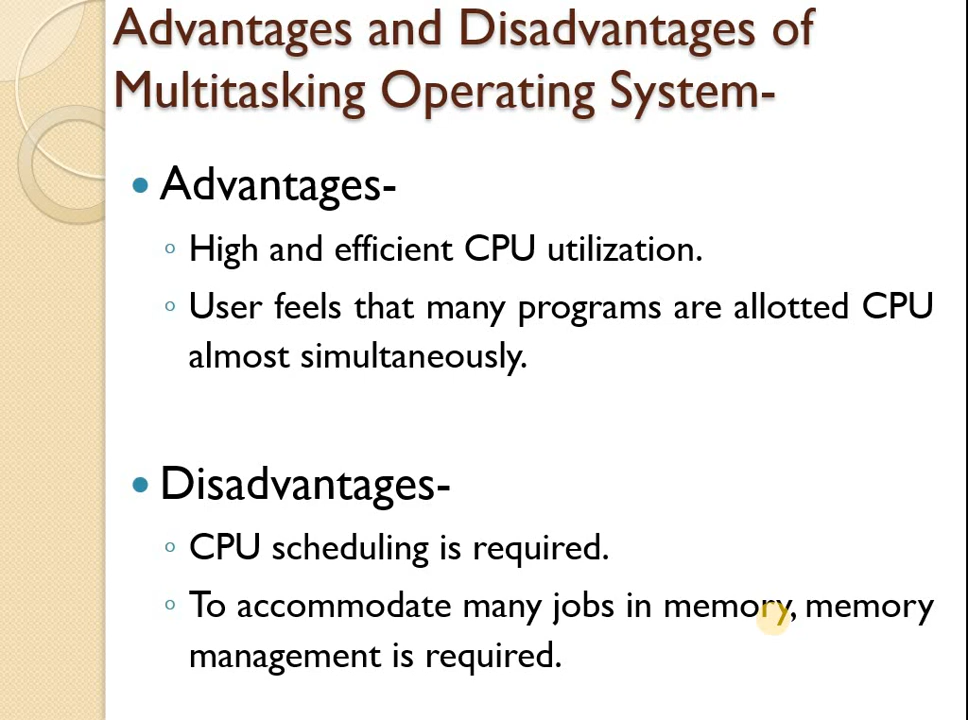 Advantages and Disadvantages of
Multitasking Operating System-
Advantages-
High and efficient CPU utilization.
User feels that many programs are allotted CPU
almost simultaneously.
Disadvantages-
CPU scheduling is required.
To accommodate many jobs in memory, memory
management is required.